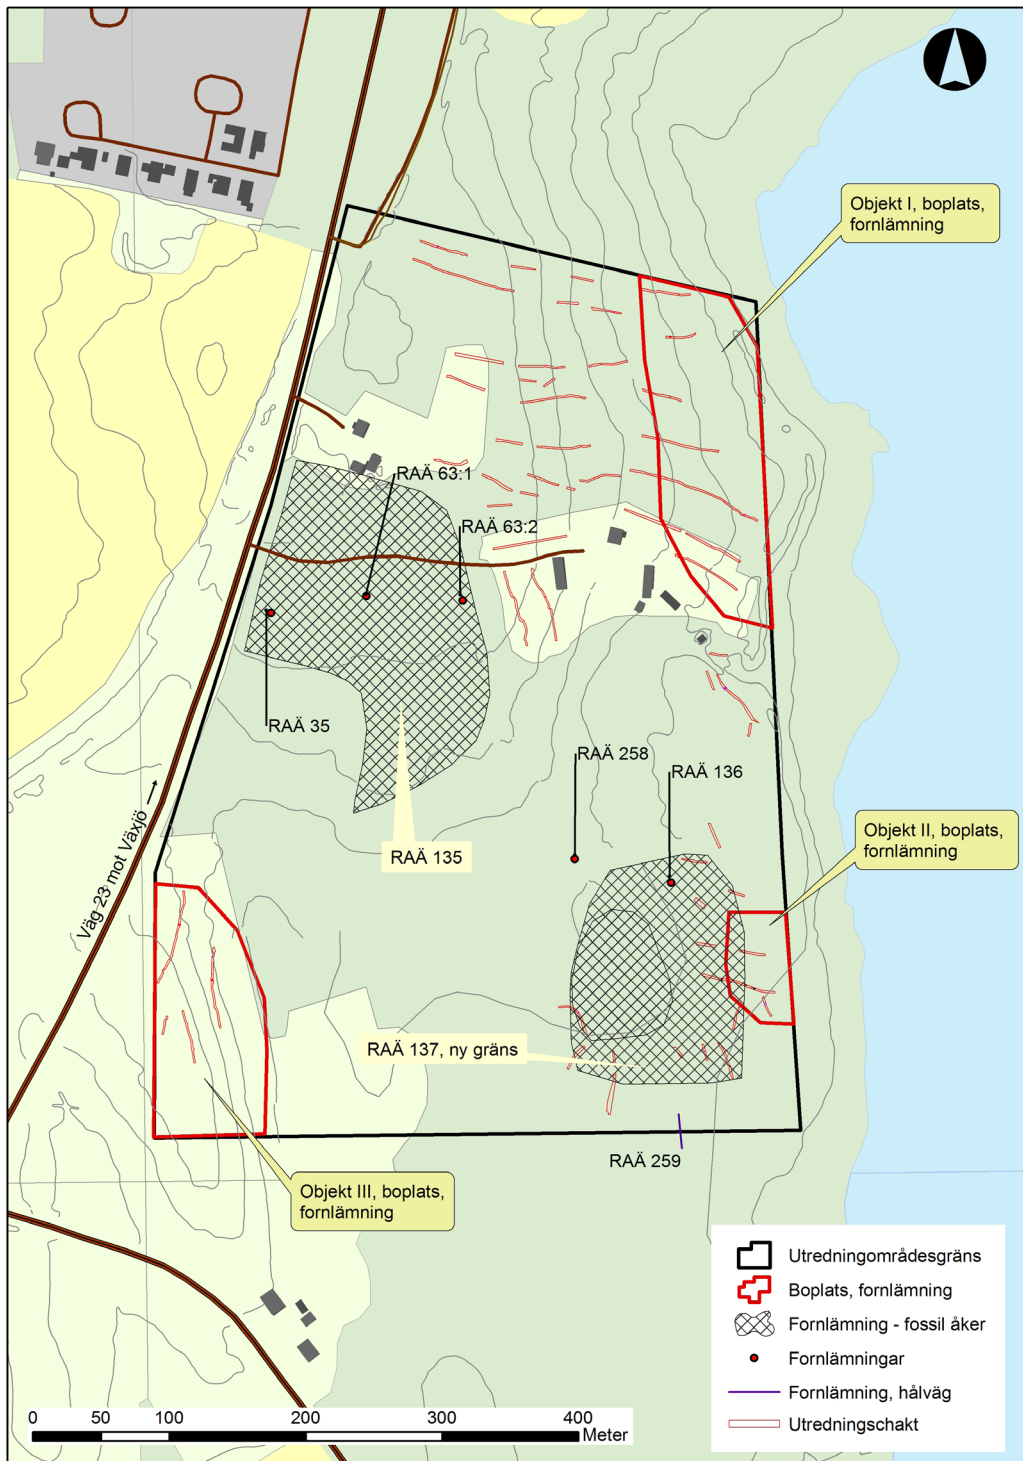 Objekt I, boplats,
fornlämning
RAÄ 63:1
RAÄ 63:2
RAÄ 35
RAÄ 258
RAÄ 136
Väg 23 mot Växjö
RAÄ 135
Objekt II, boplats,
fornlämning
RAÄ 137, ny gräns
RAÄ 259
Objekt III, boplats,
fornlämning
Utredningområdesgräns
Boplats, fornlämning
Fornlämning - fossil åker
Fornlämningar
Fornlämning, hålväg
Utredningschakt
0 50 100 200 300 400
Meter